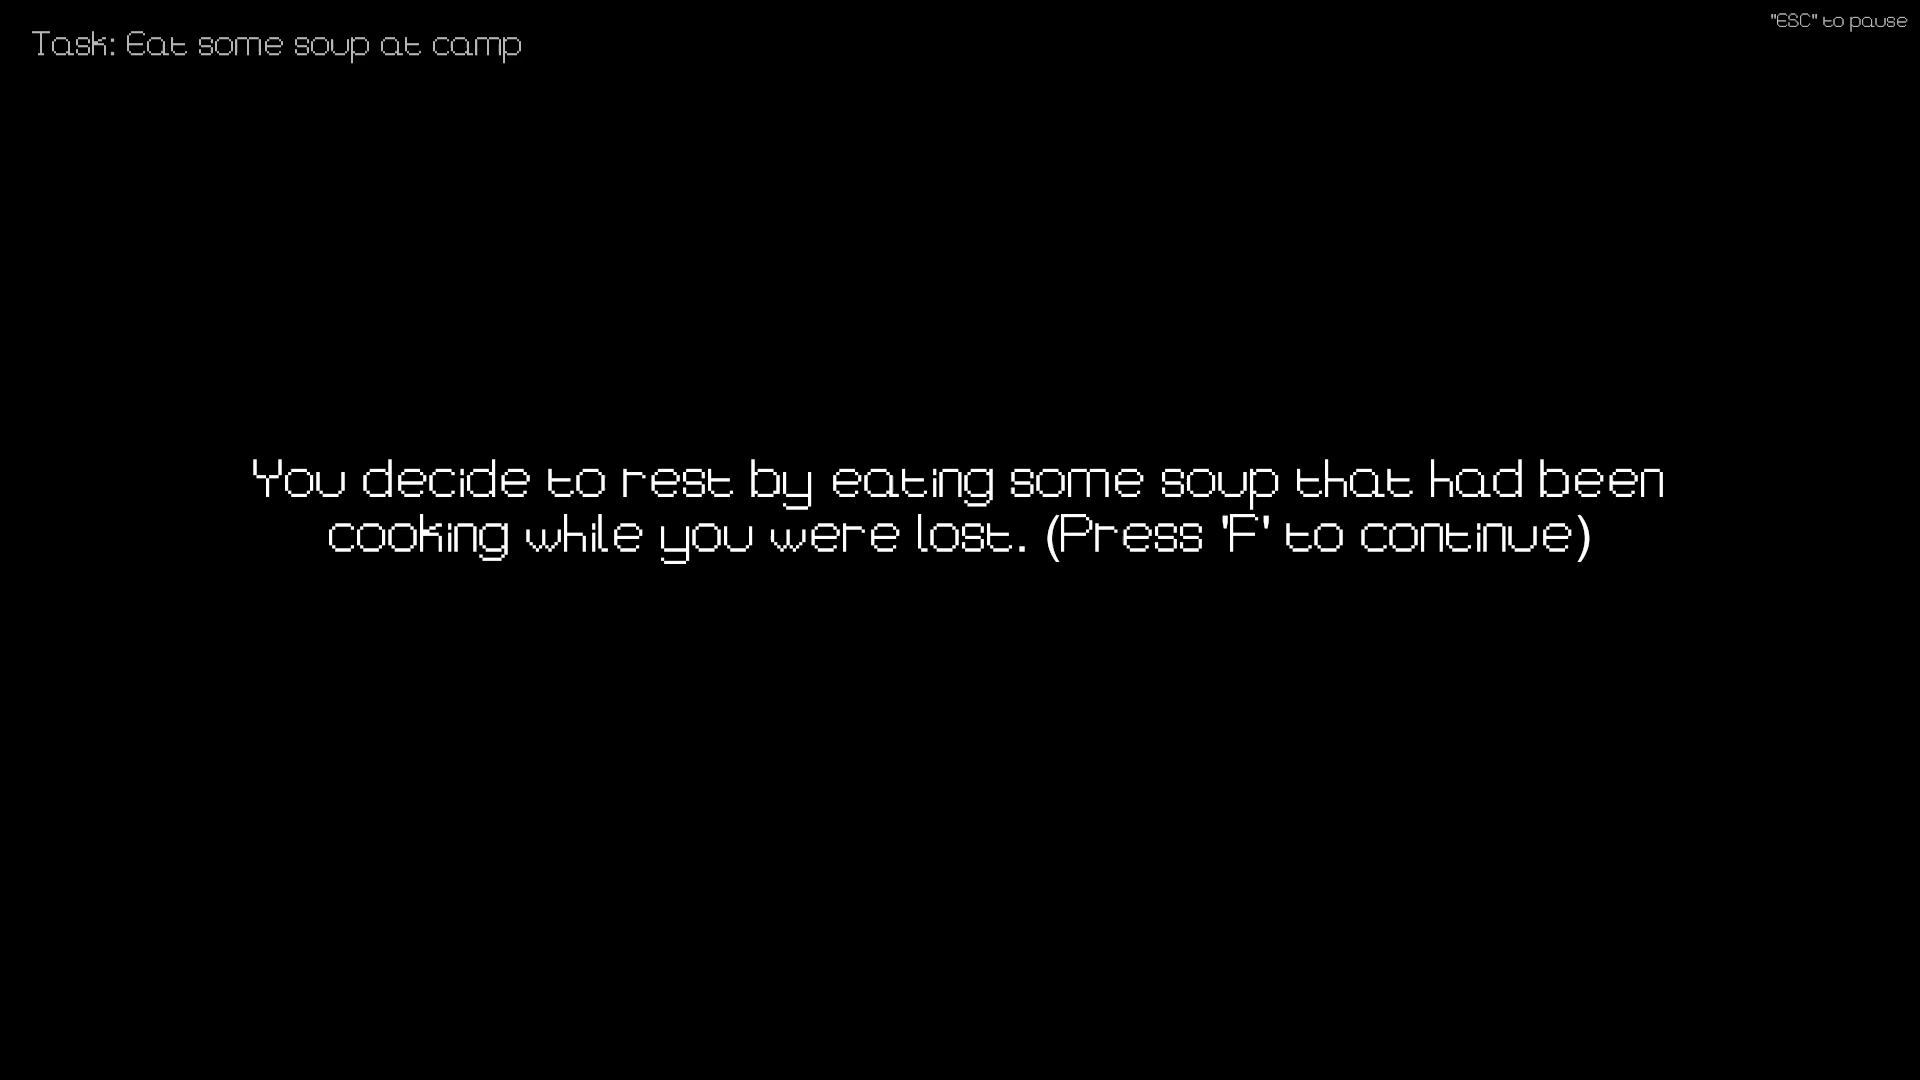 Task: Eat some soup at camp
"ESC" to pause
You decide to rest by eating some soup that had been
cooking while you were lost. (Press 'F' to continue)